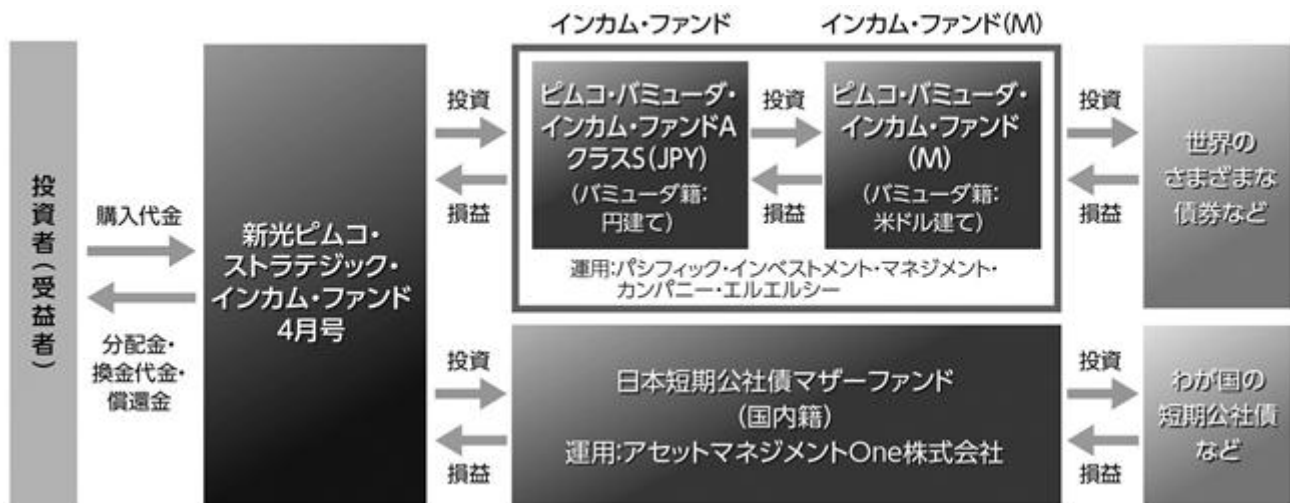 投資者(受益者)
購入代金
分配金・
換金代金・
償還金
新光ピムコ・
ストラテジック・
インカム・ファンド
4月号
投資
損益
インカム・ファンド
ピムコ・バミューダ・
インカム・ファンドA
クラスS(JPY)
(バミューダ籍:
円建て)
投資
損益
インカム・ファンド(M)
ピムコ・バミューダ・
インカム・ファンド
(M)
(バミューダ籍:
米ドル建て)
運用:パシフィック・インベストメント・マネジメント・
カンパニー・エルエルシー
投資
損益
世界の
さまざまな
債券など
投資
損益
日本短期公社債マザーファンド
(国内籍)
運用:アセットマネジメントOne株式会社
投資
損益
わが国の
短期公社債
など